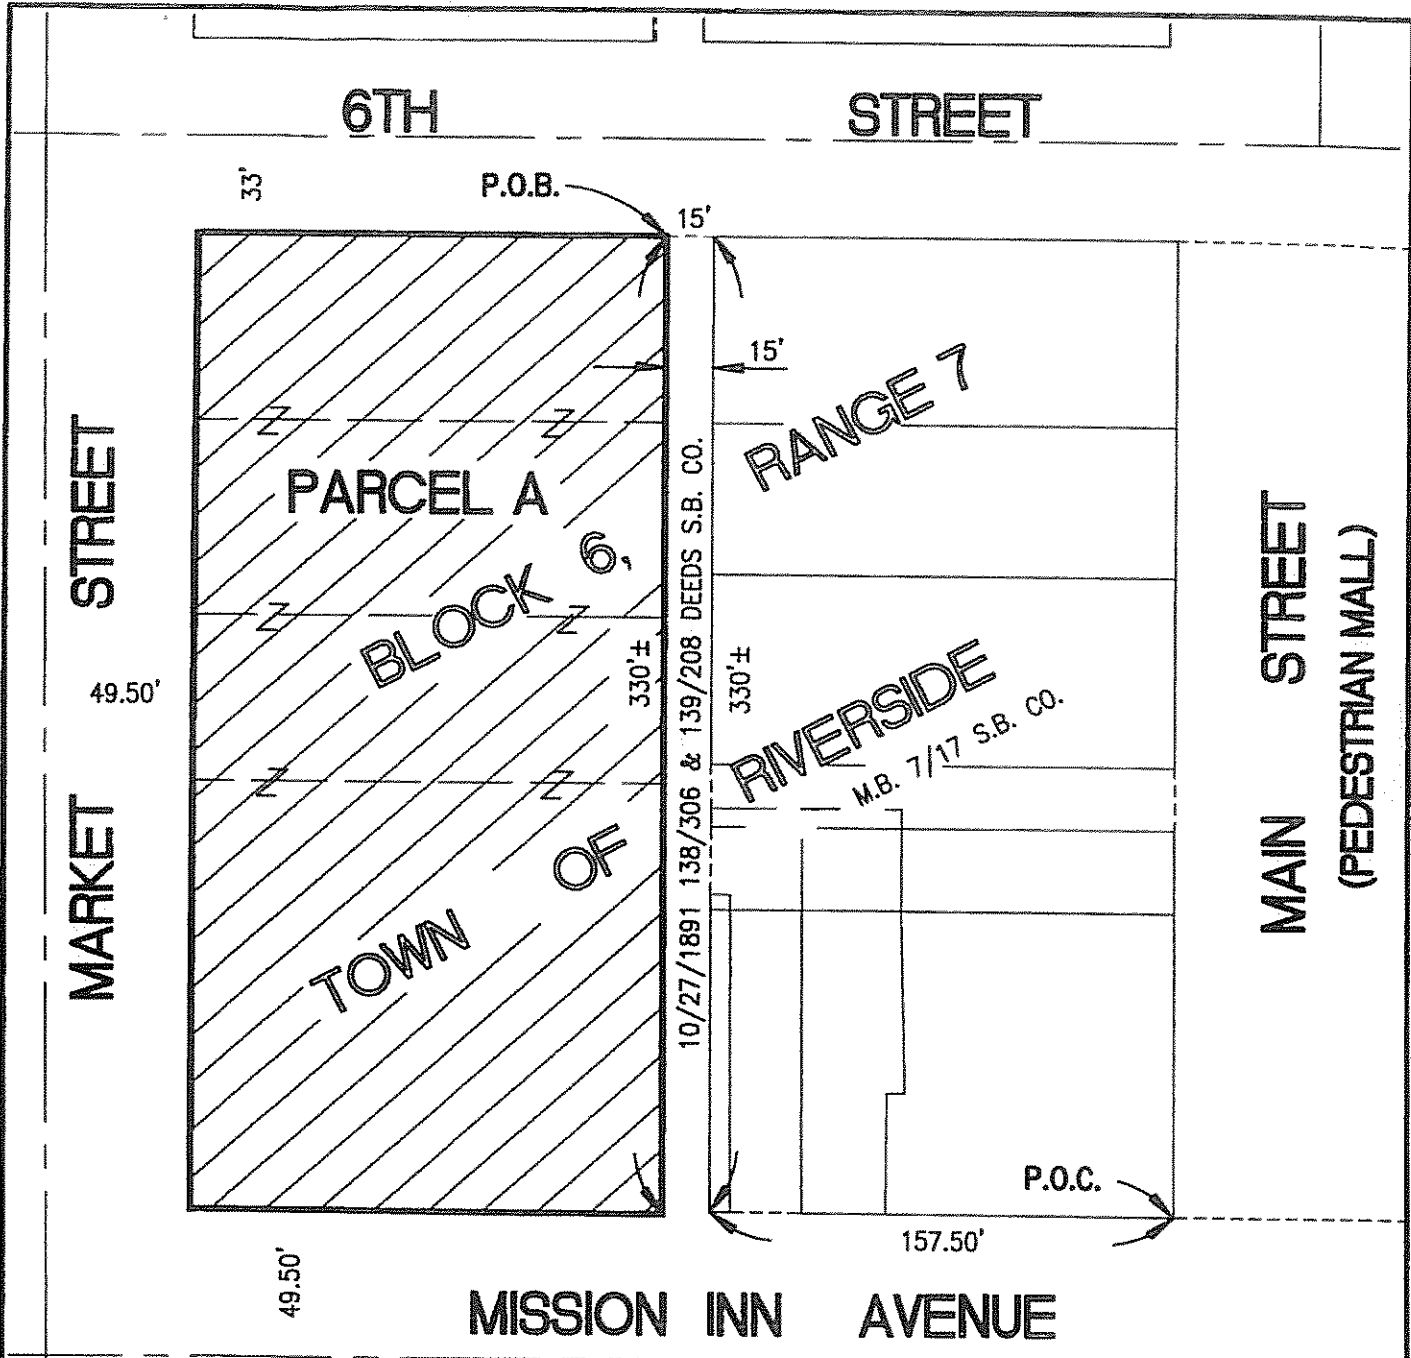 6TH STREET
33'
P.O.B.
15'
15'
RANGE 7
PARCEL A
BLOCK 6,
MARKET STREET
49.50'
330'±
10/27/1891 138/306 & 139/208 DEEDS S.B. CO.
330'±
RIVERSIDE
M.B. 7/17 S.B. CO.
MAIN STREET
(PEDESTRIAN MALL)
TOWN OF
P.O.C.
157.50'
49.50'
MISSION INN AVENUE